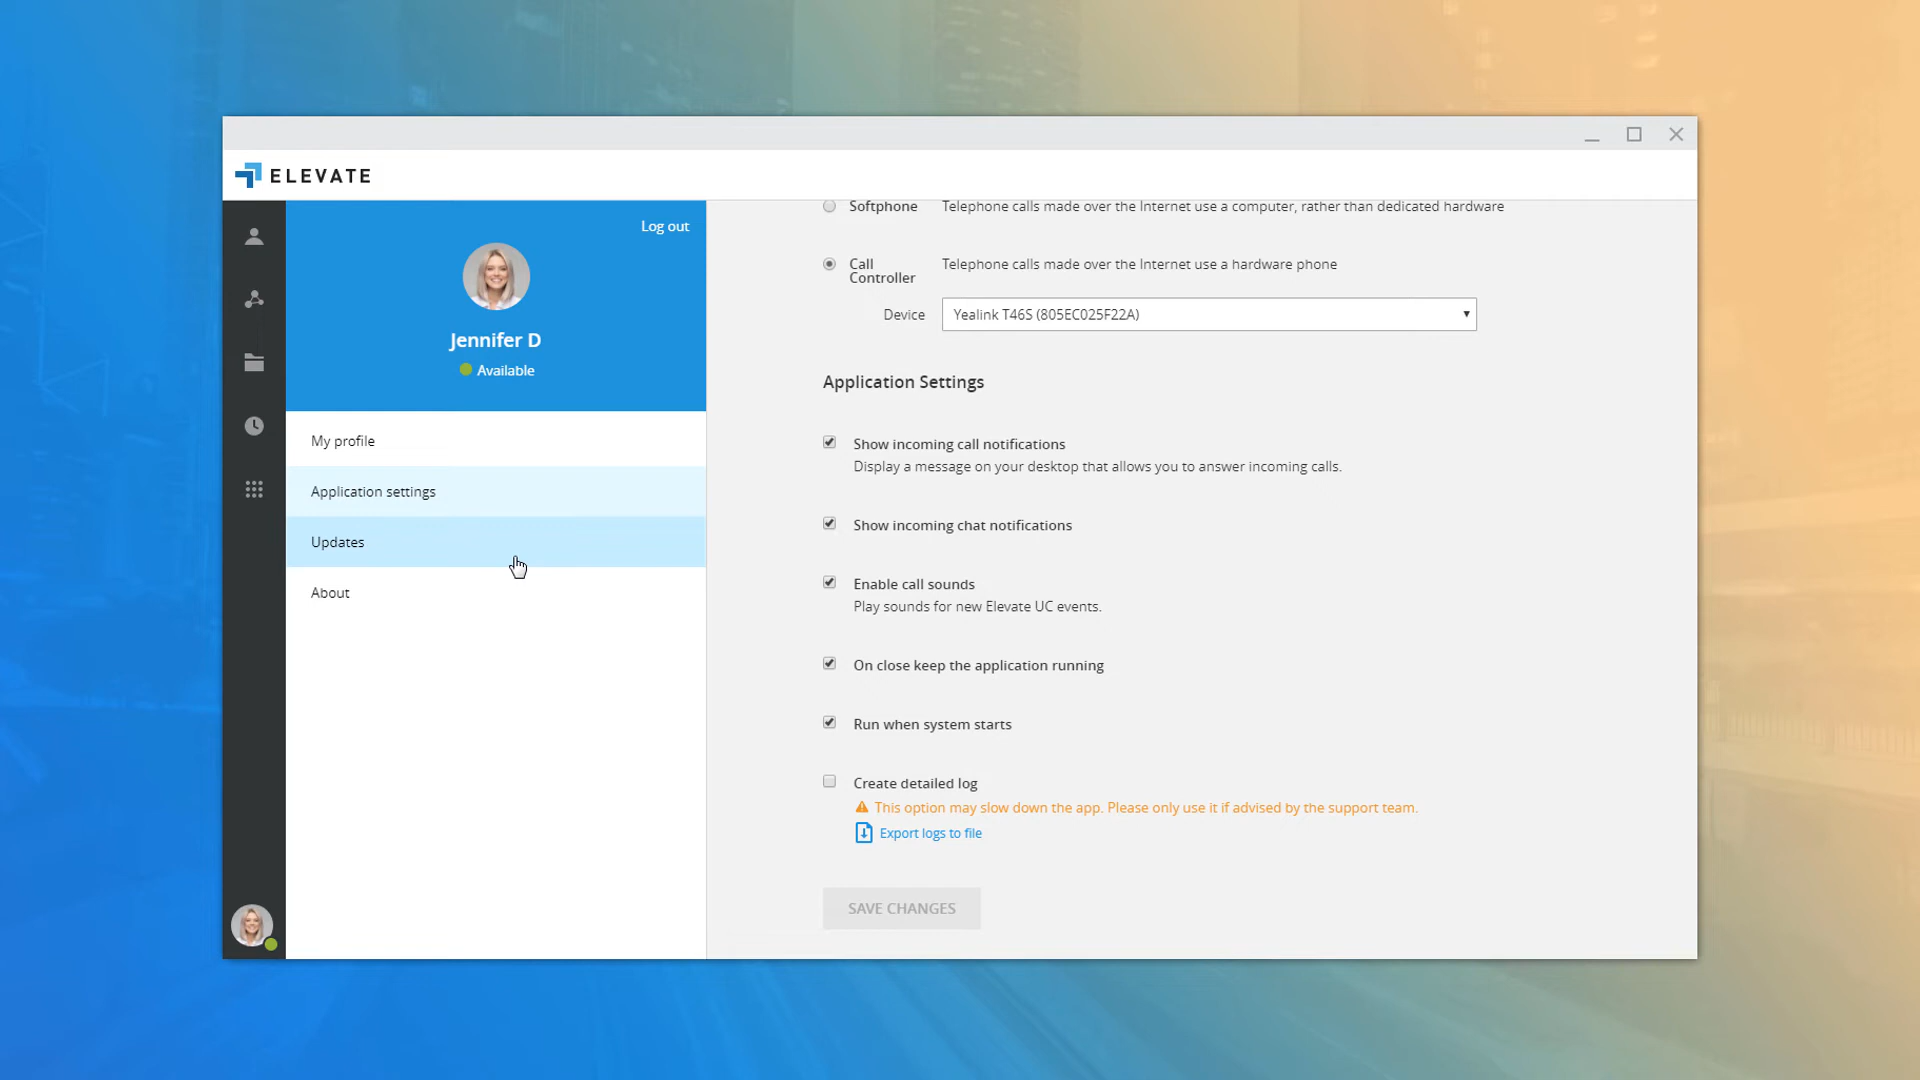 ELEVATE
Log out
Jennifer D
Available
My profile
Application settings
Updates
About
Softphone Telephone calls made over the Internet use a computer, rather than dedicated hardware
Call Telephone calls made over the Internet use a hardware phone
Controller
Device Yealink T46S (805EC025F22A)
Application Settings
Show incoming call notifications
Display a message on your desktop that allows you to answer incoming calls.
Show incoming chat notifications
Enable call sounds
Play sounds for new Elevate UC events.
On close keep the application running
Run when system starts
Create detailed log
This option may slow down the app. Please only use it if advised by the support team.
Export logs to file
SAVE CHANGES